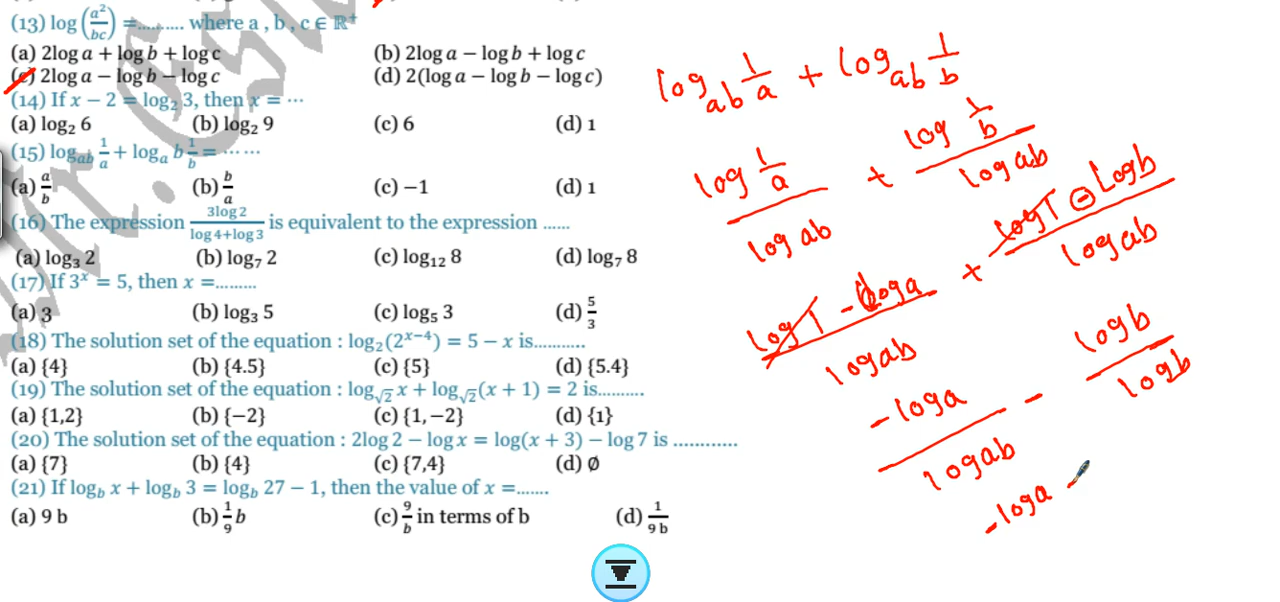 (13) log (a²/bc) =.......... where a , b , c ∈ ℝ⁺
(a) 2log a + log b + log c (b) 2log a − log b + log c
(c) 2log a − log b − log c (d) 2(log a − log b − log c)
(14) If x − 2 = log₂ 3, then x = ⋯
(a) log₂ 6 (b) log₂ 9 (c) 6 (d) 1
(15) log_ab 1/a + log_a b 1/b = ⋯ ⋯
(a) a/b (b) b/a (c) −1 (d) 1
(16) The expression 3log 2/log 4+log 3 is equivalent to the expression ......
(a) log₃ 2 (b) log₇ 2 (c) log₁₂ 8 (d) log₇ 8
(17) If 3ˣ = 5, then x =.........
(a) 3 (b) log₃ 5 (c) log₅ 3 (d) 5/3
(18) The solution set of the equation : log₂(2ˣ⁻⁴) = 5 − x is...........
(a) {4} (b) {4.5} (c) {5} (d) {5.4}
(19) The solution set of the equation : log_√2 x + log_√2 (x + 1) = 2 is..........
(a) {1,2} (b) {−2} (c) {1, −2} (d) {1}
(20) The solution set of the equation : 2log 2 − log x = log(x + 3) − log 7 is ............
(a) {7} (b) {4} (c) {7,4} (d) ∅
(21) If log_b x + log_b 3 = log_b 27 − 1, then the value of x =.......
(a) 9 b (b) 1/9 b (c) 9/b in terms of b (d) 1/9 b
log_ab 1/a + log_ab 1/b
log 1/a / log ab + log 1/b / log ab
log 1 - log a / log ab + log 1 - log b / log ab
-log a / log ab - log b / log b
-log a -